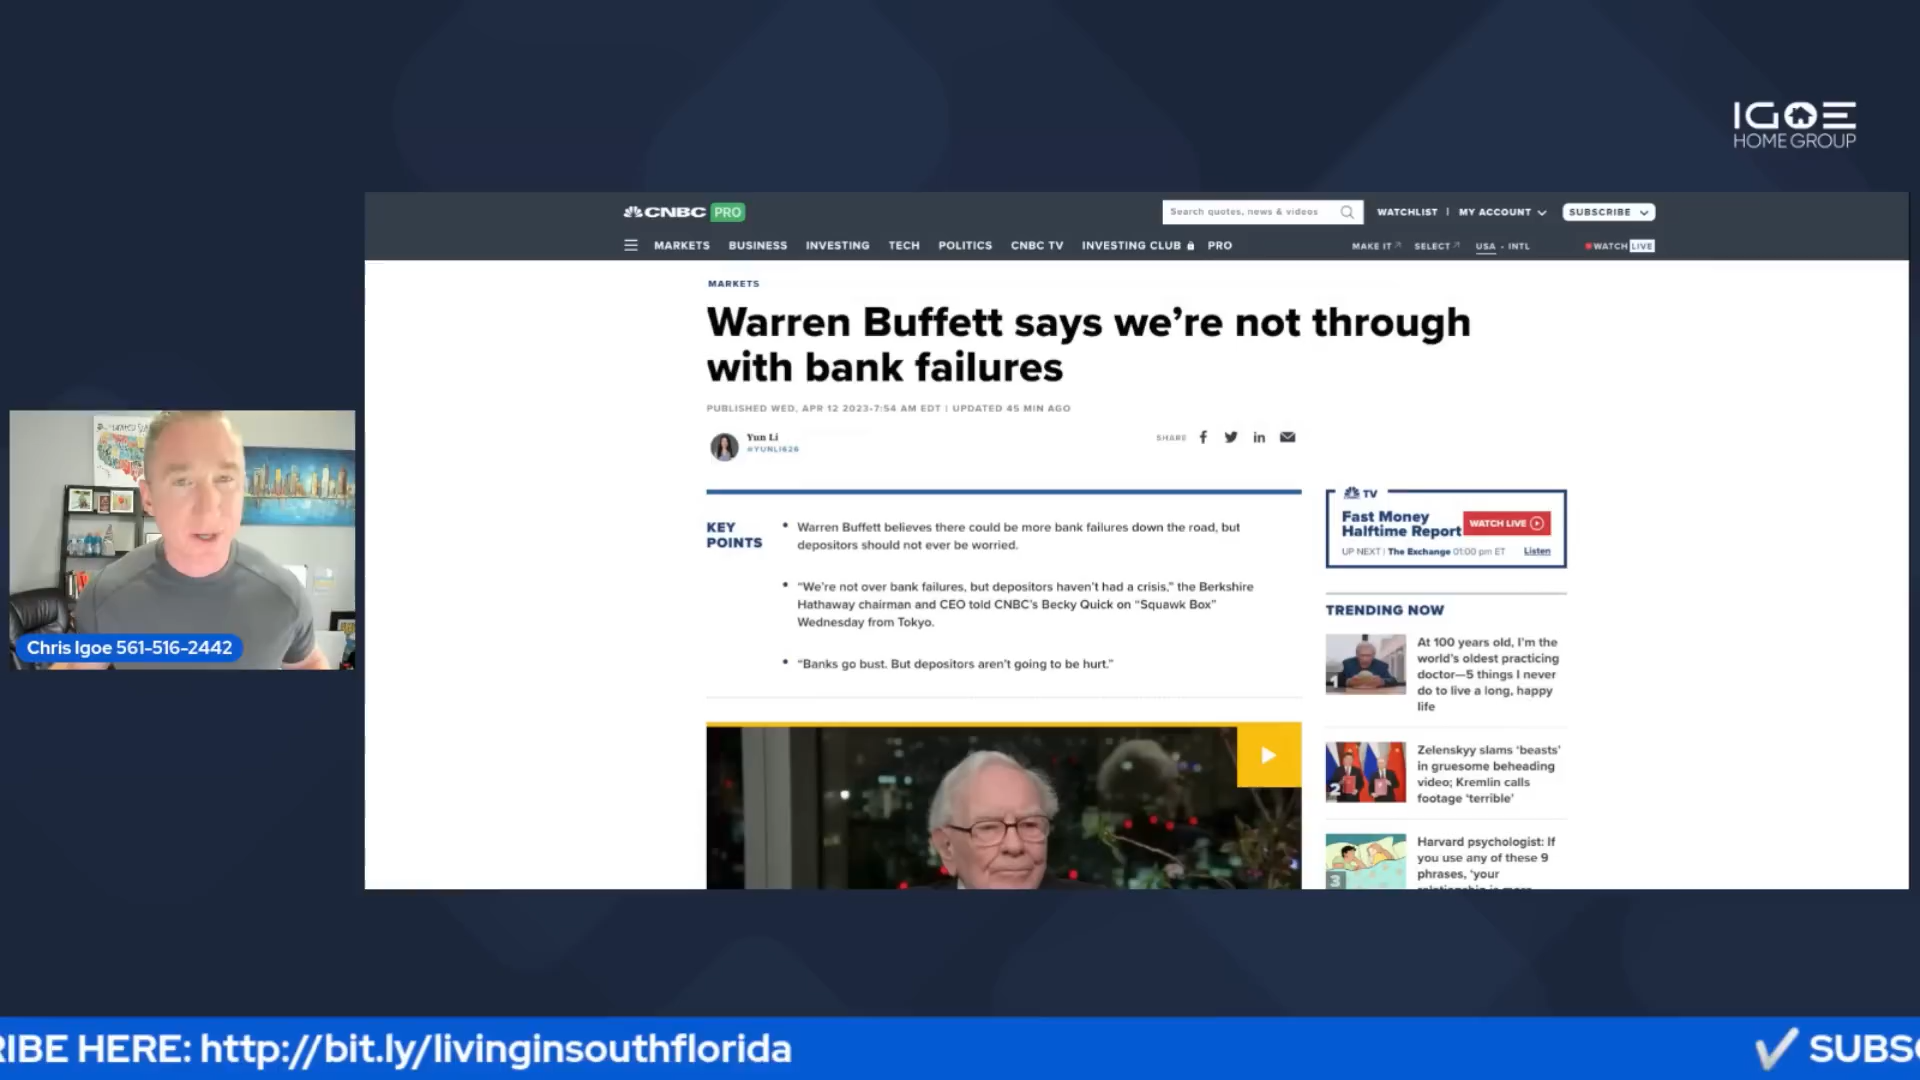 IGOE
HOME GROUP
CNBC PRO
Search quotes, news & videos
WATCHLIST | MY ACCOUNT
SUBSCRIBE
MARKETS BUSINESS INVESTING TECH POLITICS CNBC TV INVESTING CLUB PRO
MAKE IT SELECT USA • INTL
WATCH LIVE
MARKETS
Warren Buffett says we’re not through
with bank failures
PUBLISHED WED, APR 12 2023•7:54 AM EDT | UPDATED 45 MIN AGO
Yun Li
@YUNLI626
SHARE
KEY
POINTS
Warren Buffett believes there could be more bank failures down the road, but
depositors should not ever be worried.
“We’re not over bank failures, but depositors haven’t had a crisis,” the Berkshire
Hathaway chairman and CEO told CNBC’s Becky Quick on “Squawk Box”
Wednesday from Tokyo.
“Banks go bust. But depositors aren’t going to be hurt.”
TV
Fast Money
Halftime Report
WATCH LIVE
UP NEXT | The Exchange 01:00 pm ET
Listen
TRENDING NOW
1
At 100 years old, I’m the
world’s oldest practicing
doctor—5 things I never
do to live a long, happy
life
2
Zelenskyy slams ‘beasts’
in gruesome beheading
video; Kremlin calls
footage ‘terrible’
3
Harvard psychologist: If
you use any of these 9
phrases, ‘your
Chris Igoe 561-516-2442
RIBE HERE: http://bit.ly/livinginsouthflorida
SUBSC